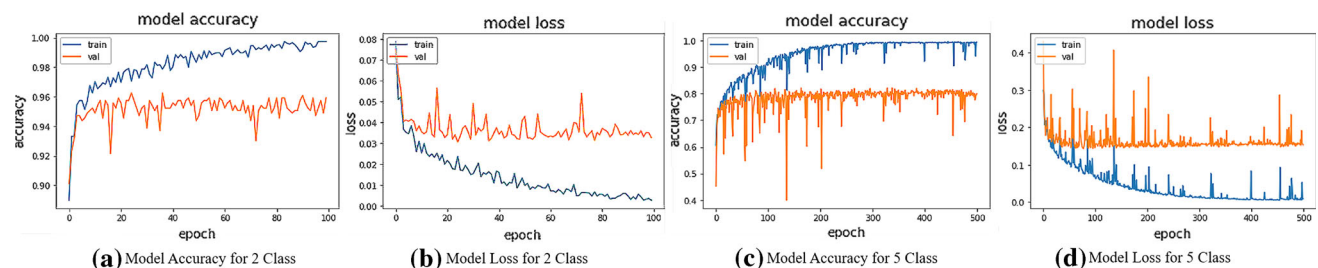 model accuracy
train
val
1.00
0.98
0.96
0.94
0.92
0.90
accuracy
0 20 40 60 80 100
epoch
(a) Model Accuracy for 2 Class
model loss
train
val
0.08
0.07
0.06
0.05
0.04
0.03
0.02
0.01
0.00
loss
0 20 40 60 80 100
epoch
(b) Model Loss for 2 Class
model accuracy
train
val
1.0
0.9
0.8
0.7
0.6
0.5
0.4
accuracy
0 100 200 300 400 500
epoch
(c) Model Accuracy for 5 Class
model loss
train
val
0.4
0.3
0.2
0.1
0.0
loss
0 100 200 300 400 500
epoch
(d) Model Loss for 5 Class